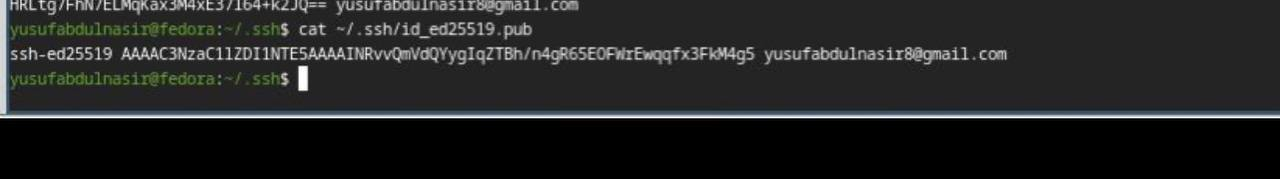 HRLtg7FhN7ELMqKax3M4xE37164+k2JQ== yusufabdulnasir8@gmail.com
yusufabdulnasir@fedora:~/.ssh$ cat ~/.ssh/id_ed25519.pub
ssh-ed25519 AAAAC3NzaC1lZDI1NTE5AAAAINRvvQmVdQYygIqZTBh/n4gR65EOFWrEwqqfx3FkM4g5 yusufabdulnasir8@gmail.com
yusufabdulnasir@fedora:~/.ssh$